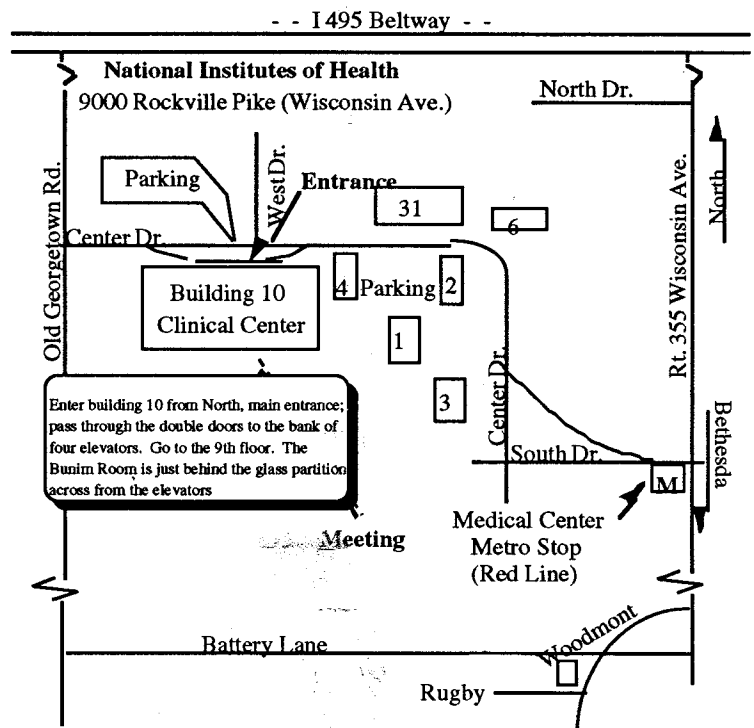 - - I 495 Beltway - -
National Institutes of Health
9000 Rockville Pike (Wisconsin Ave.)
North Dr.
Old Georgetown Rd.
Parking
West Dr.
Entrance
31
6
North
Rt. 355 Wisconsin Ave.
Center Dr.
Building 10
Clinical Center
4
Parking
2
1
3
Center Dr.
Enter building 10 from North, main entrance;
pass through the double doors to the bank of
four elevators. Go to the 9th floor. The
Bunim Room is just behind the glass partition
across from the elevators
South Dr.
M
Bethesda
Medical Center
Metro Stop
(Red Line)
Meeting
Battery Lane
Woodmont
Rugby